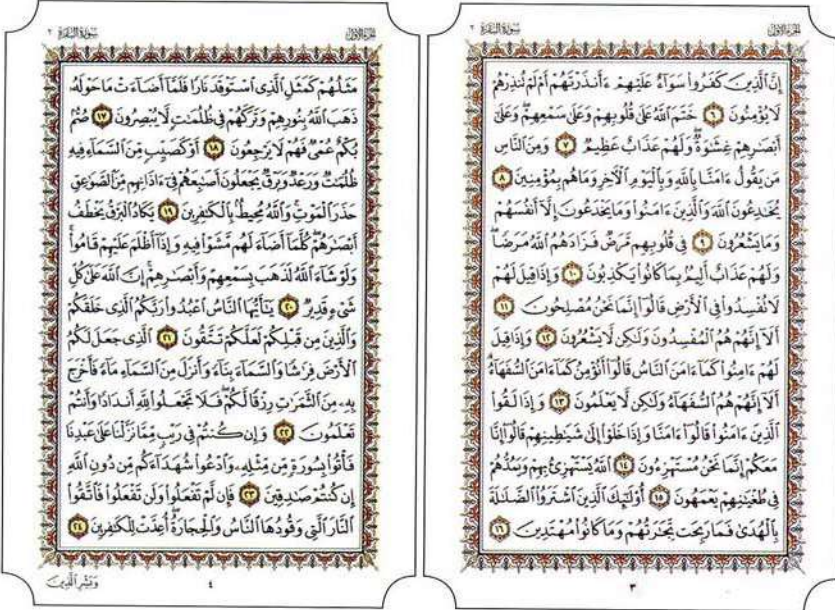 الجزء الأول سورة البقرة ٢
إِنَّ ٱلَّذِينَ كَفَرُوا۟ سَوَآءٌ عَلَيْهِمْ ءَأَنذَرْتَهُمْ أَمْ لَمْ تُنذِرْهُمْ
لَا يُؤْمِنُونَ ٦ خَتَمَ ٱللَّهُ عَلَىٰ قُلُوبِهِمْ وَعَلَىٰ سَمْعِهِمْ ۖ وَعَلَىٰٓ
أَبْصَٰرِهِمْ غِشَٰوَةٌ ۖ وَلَهُمْ عَذَابٌ عَظِيمٌ ٧ وَمِنَ ٱلنَّاسِ
مَن يَقُولُ ءَامَنَّا بِٱللَّهِ وَبِٱلْيَوْمِ ٱلْءَاخِرِ وَمَا هُم بِمُؤْمِنِينَ ٨
يُخَٰدِعُونَ ٱللَّهَ وَٱلَّذِينَ ءَامَنُوا۟ وَمَا يَخْدَعُونَ إِلَّآ أَنفُسَهُمْ
وَمَا يَشْعُرُونَ ٩ فِى قُلُوبِهِم مَّرَضٌ فَزَادَهُمُ ٱللَّهُ مَرَضًا ۖ
وَلَهُمْ عَذَابٌ أَلِيمٌۢ بِمَا كَانُوا۟ يَكْذِبُونَ ١٠ وَإِذَا قِيلَ لَهُمْ
لَا تُفْسِدُوا۟ فِى ٱلْأَرْضِ قَالُوٓا۟ إِنَّمَا نَحْنُ مُصْلِحُونَ ١١
أَلَآ إِنَّهُمْ هُمُ ٱلْمُفْسِدُونَ وَلَٰكِن لَّا يَشْعُرُونَ ١٢ وَإِذَا قِيلَ
لَهُمْ ءَامِنُوا۟ كَمَآ ءَامَنَ ٱلنَّاسُ قَالُوٓا۟ أَنُؤْمِنُ كَمَآ ءَامَنَ ٱلسُّفَهَآءُ ۗ
أَلَآ إِنَّهُمْ هُمُ ٱلسُّفَهَآءُ وَلَٰكِن لَّا يَعْلَمُونَ ١٣ وَإِذَا لَقُوا۟
ٱلَّذِينَ ءَامَنُوا۟ قَالُوٓا۟ ءَامَنَّا وَإِذَا خَلَوْا۟ إِلَىٰ شَيَٰطِينِهِمْ قَالُوٓا۟ إِنَّا
مَعَكُمْ إِنَّمَا نَحْنُ مُسْتَهْزِءُونَ ١٤ ٱللَّهُ يَسْتَهْزِئُ بِهِمْ وَيَمُدُّهُمْ
فِى طُغْيَٰنِهِمْ يَعْمَهُونَ ١٥ أُو۟لَٰٓئِكَ ٱلَّذِينَ ٱشْتَرَوُا۟ ٱلضَّلَٰلَةَ
بِٱلْهُدَىٰ فَمَا رَبِحَت تِّجَٰرَتُهُمْ وَمَا كَانُوا۟ مُهْتَدِينَ ١٦
٣
الجزء الأول سورة البقرة ٢
مَثَلُهُمْ كَمَثَلِ ٱلَّذِى ٱسْتَوْقَدَ نَارًا فَلَمَّآ أَضَآءَتْ مَا حَوْلَهُۥ
ذَهَبَ ٱللَّهُ بِنُورِهِمْ وَتَرَكَهُمْ فِى ظُلُمَٰتٍ لَّا يُبْصِرُونَ ١٧ صُمٌّۢ
بُكْمٌ عُمْىٌ فَهُمْ لَا يَرْجِعُونَ ١٨ أَوْ كَصَيِّبٍ مِّنَ ٱلسَّمَآءِ فِيهِ
ظُلُمَٰتٌ وَرَعْدٌ وَبَرْقٌ يَجْعَلُونَ أَصَٰبِعَهُمْ فِىٓ ءَاذَانِهِم مِّنَ ٱلصَّوَٰعِقِ
حَذَرَ ٱلْمَوْتِ ۚ وَٱللَّهُ مُحِيطٌۢ بِٱلْكَٰفِرِينَ ١٩ يَكَادُ ٱلْبَرْقُ يَخْطَفُ
أَبْصَٰرَهُمْ ۖ كُلَّمَآ أَضَآءَ لَهُم مَّشَوْا۟ فِيهِ وَإِذَآ أَظْلَمَ عَلَيْهِمْ قَامُوا۟ ۚ
وَلَوْ شَآءَ ٱللَّهُ لَذَهَبَ بِسَمْعِهِمْ وَأَبْصَٰرِهِمْ ۚ إِنَّ ٱللَّهَ عَلَىٰ كُلِّ
شَىْءٍ قَدِيرٌ ٢٠ يَٰٓأَيُّهَا ٱلنَّاسُ ٱعْبُدُوا۟ رَبَّكُمُ ٱلَّذِى خَلَقَكُمْ
وَٱلَّذِينَ مِن قَبْلِكُمْ لَعَلَّكُمْ تَتَّقُونَ ٢١ ٱلَّذِى جَعَلَ لَكُمُ
ٱلْأَرْضَ فِرَٰشًا وَٱلسَّمَآءَ بِنَآءً وَأَنزَلَ مِنَ ٱلسَّمَآءِ مَآءً فَأَخْرَجَ
بِهِۦ مِنَ ٱلثَّمَرَٰتِ رِزْقًا لَّكُمْ ۖ فَلَا تَجْعَلُوا۟ لِلَّهِ أَندَادًا وَأَنتُمْ
تَعْلَمُونَ ٢٢ وَإِن كُنتُمْ فِى رَيْبٍ مِّمَّا نَزَّلْنَا عَلَىٰ عَبْدِنَا
فَأْتُوا۟ بِسُورَةٍ مِّن مِّثْلِهِۦ وَٱدْعُوا۟ شُهَدَآءَكُم مِّن دُونِ ٱللَّهِ
إِن كُنتُمْ صَٰدِقِينَ ٢٣ فَإِن لَّمْ تَفْعَلُوا۟ وَلَن تَفْعَلُوا۟ فَٱتَّقُوا۟
ٱلنَّارَ ٱلَّتِى وَقُودُهَا ٱلنَّاسُ وَٱلْحِجَارَةُ ۖ أُعِدَّتْ لِلْكَٰفِرِينَ ٢٤
٤
وَبَشِّرِ ٱلَّذِينَ